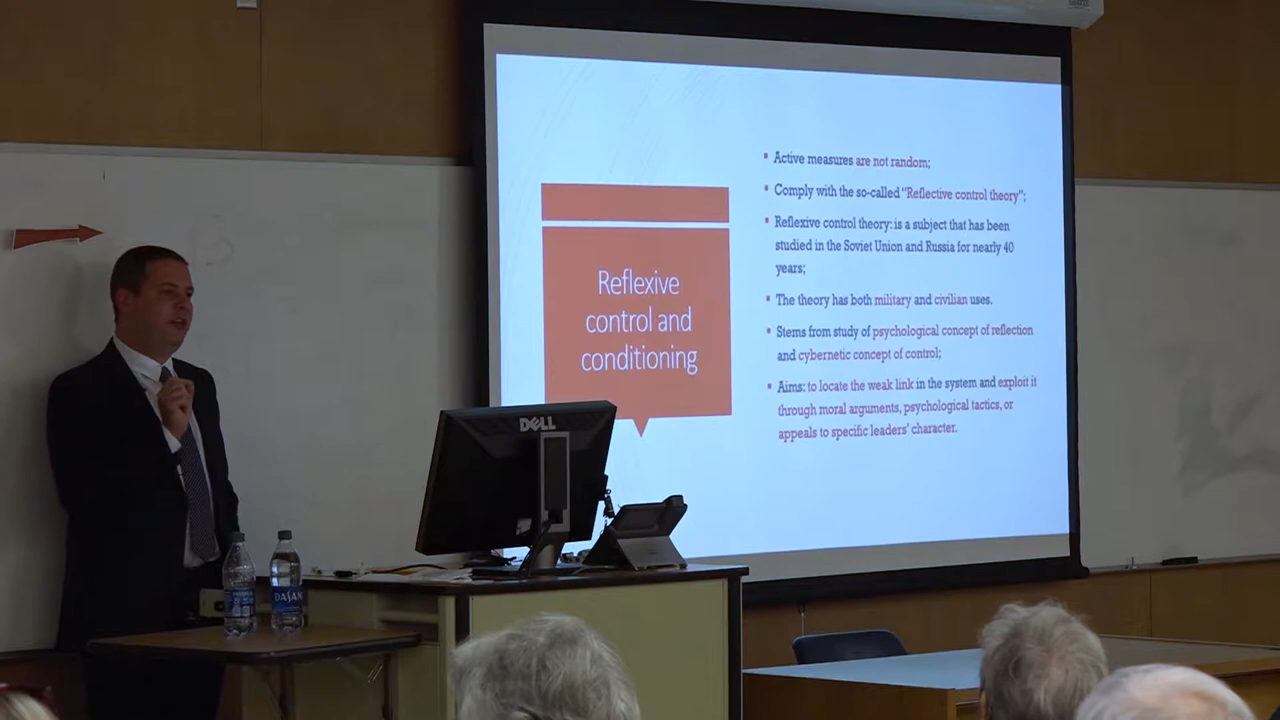 Reflexive
control and
conditioning
▪ Active measures are not random;
▪ Comply with the so-called “Reflective control theory”;
▪ Reflexive control theory: is a subject that has been
studied in the Soviet Union and Russia for nearly 40
years;
▪ The theory has both military and civilian uses.
▪ Stems from study of psychological concept of reflection
and cybernetic concept of control;
▪ Aims: to locate the weak link in the system and exploit it
through moral arguments, psychological tactics, or
appeals to specific leaders’ character.
DELL
DASANI